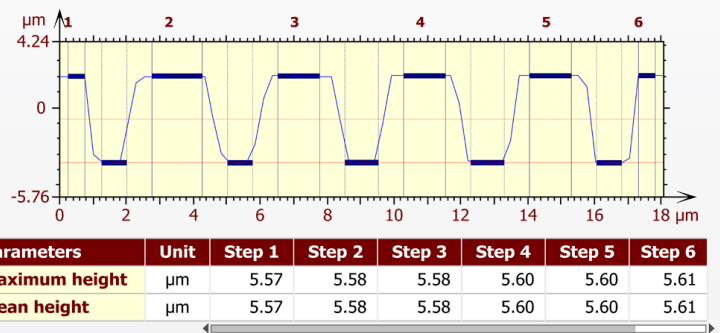 µm 1 2 3 4 5 6
4.24
0
-5.76
0 2 4 6 8 10 12 14 16 18 µm
arameters Unit Step 1 Step 2 Step 3 Step 4 Step 5 Step 6
aximum height µm 5.57 5.58 5.58 5.60 5.60 5.61
ean height µm 5.57 5.58 5.58 5.60 5.60 5.61